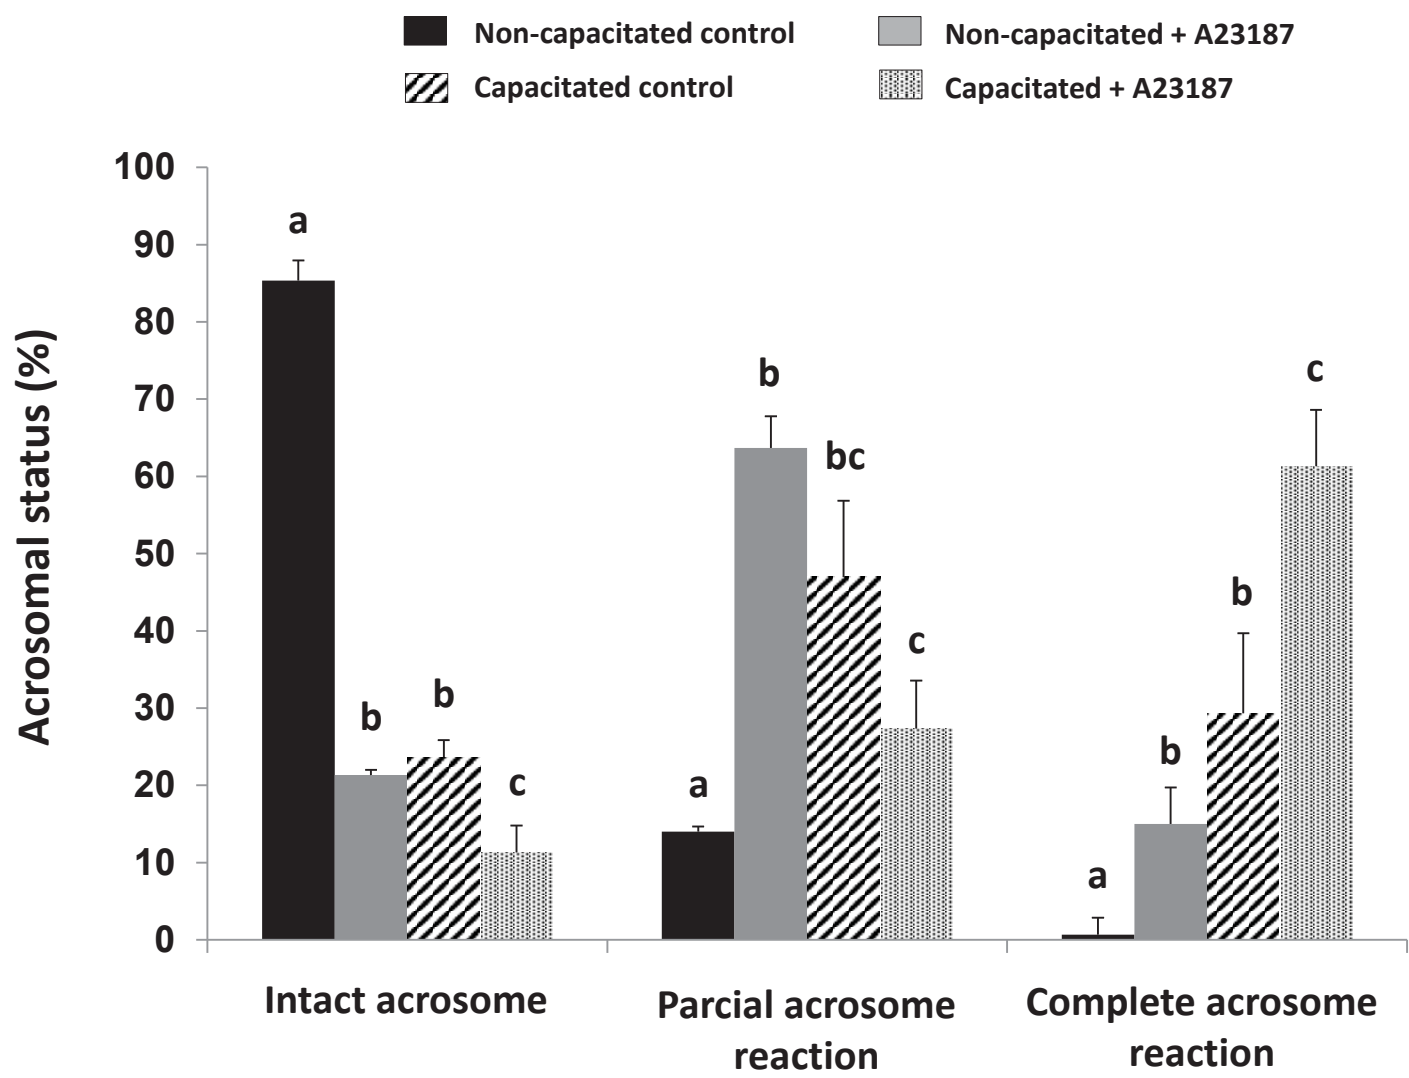 Non-capacitated control
Non-capacitated + A23187
Capacitated control
Capacitated + A23187
Acrosomal status (%)
100
90
80
70
60
50
40
30
20
10
0
a
b
b
c
a
b
bc
c
a
b
b
c
Intact acrosome
Parcial acrosome
reaction
Complete acrosome
reaction